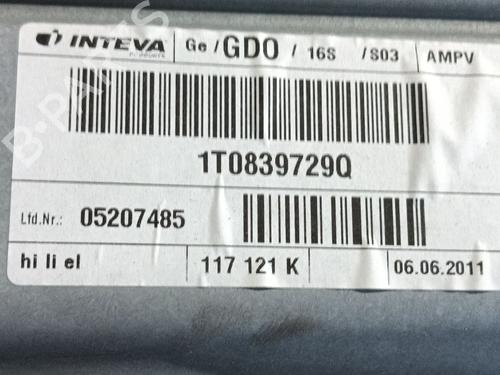 INTEVA Ge / GDO / 16S / S03 AMPV
PRODUCTS
1T0839729Q
Lfd.Nr.: 05207485
hi li el 117 121 K 06.06.2011
B-PARTS